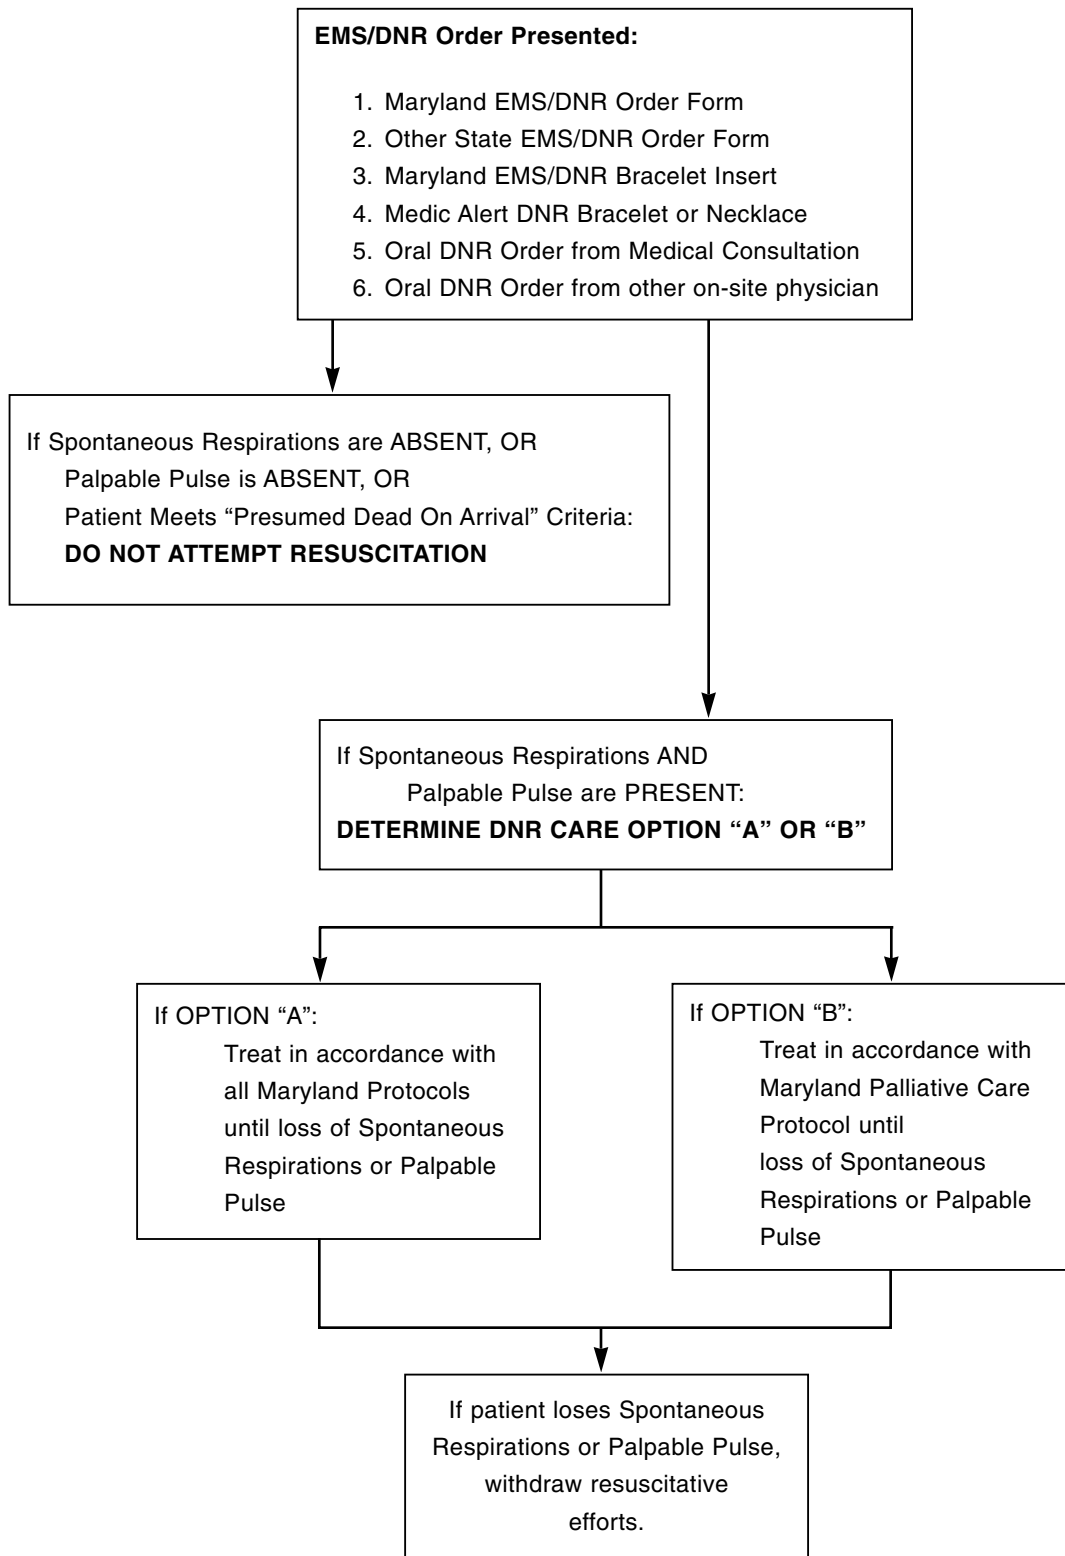 EMS/DNR Order Presented:
1. Maryland EMS/DNR Order Form
2. Other State EMS/DNR Order Form
3. Maryland EMS/DNR Bracelet Insert
4. Medic Alert DNR Bracelet or Necklace
5. Oral DNR Order from Medical Consultation
6. Oral DNR Order from other on-site physician
If Spontaneous Respirations are ABSENT, OR
Palpable Pulse is ABSENT, OR
Patient Meets “Presumed Dead On Arrival” Criteria:
DO NOT ATTEMPT RESUSCITATION
If Spontaneous Respirations AND
Palpable Pulse are PRESENT:
DETERMINE DNR CARE OPTION “A” OR “B”
If OPTION “A”:
Treat in accordance with
all Maryland Protocols
until loss of Spontaneous
Respirations or Palpable
Pulse
If OPTION “B”:
Treat in accordance with
Maryland Palliative Care
Protocol until
loss of Spontaneous
Respirations or Palpable
Pulse
If patient loses Spontaneous
Respirations or Palpable Pulse,
withdraw resuscitative
efforts.